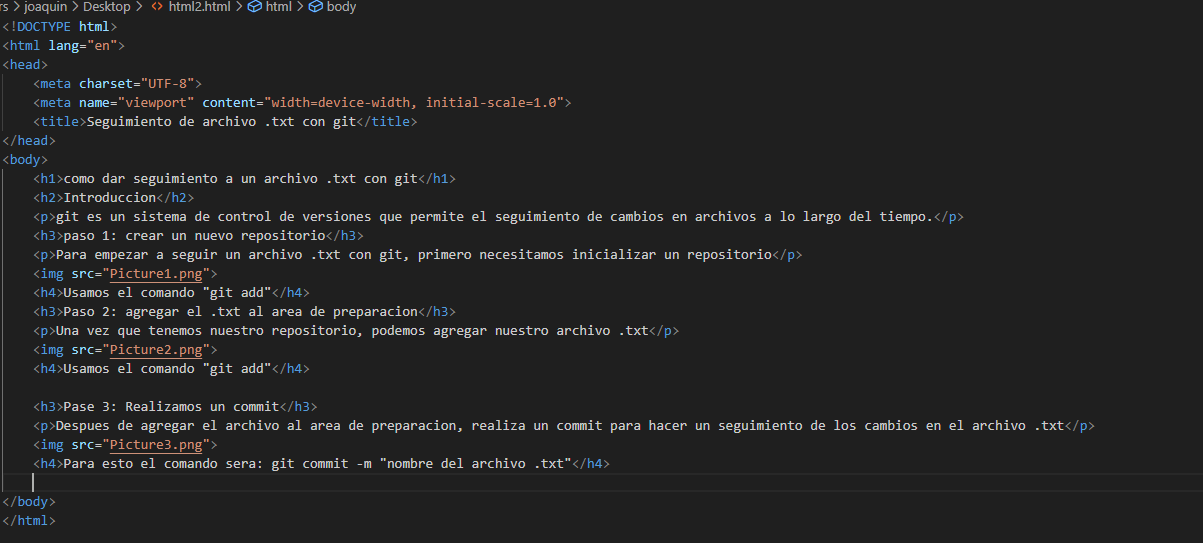 rs > joaquin > Desktop > <> html2.html > html > body
<!DOCTYPE html>
<html lang="en">
<head>
    <meta charset="UTF-8">
    <meta name="viewport" content="width=device-width, initial-scale=1.0">
    <title>Seguimiento de archivo .txt con git</title>
</head>
<body>
    <h1>como dar seguimiento a un archivo .txt con git</h1>
    <h2>Introduccion</h2>
    <p>git es un sistema de control de versiones que permite el seguimiento de cambios en archivos a lo largo del tiempo.</p>
    <h3>paso 1: crear un nuevo repositorio</h3>
    <p>Para empezar a seguir un archivo .txt con git, primero necesitamos inicializar un repositorio</p>
    <img src="Picture1.png">
    <h4>Usamos el comando "git add"</h4>
    <h3>Paso 2: agregar el .txt al area de preparacion</h3>
    <p>Una vez que tenemos nuestro repositorio, podemos agregar nuestro archivo .txt</p>
    <img src="Picture2.png">
    <h4>Usamos el comando "git add"</h4>
    <h3>Pase 3: Realizamos un commit</h3>
    <p>Despues de agregar el archivo al area de preparacion, realiza un commit para hacer un seguimiento de los cambios en el archivo .txt</p>
    <img src="Picture3.png">
    <h4>Para esto el comando sera: git commit -m "nombre del archivo .txt"</h4>
</body>
</html>